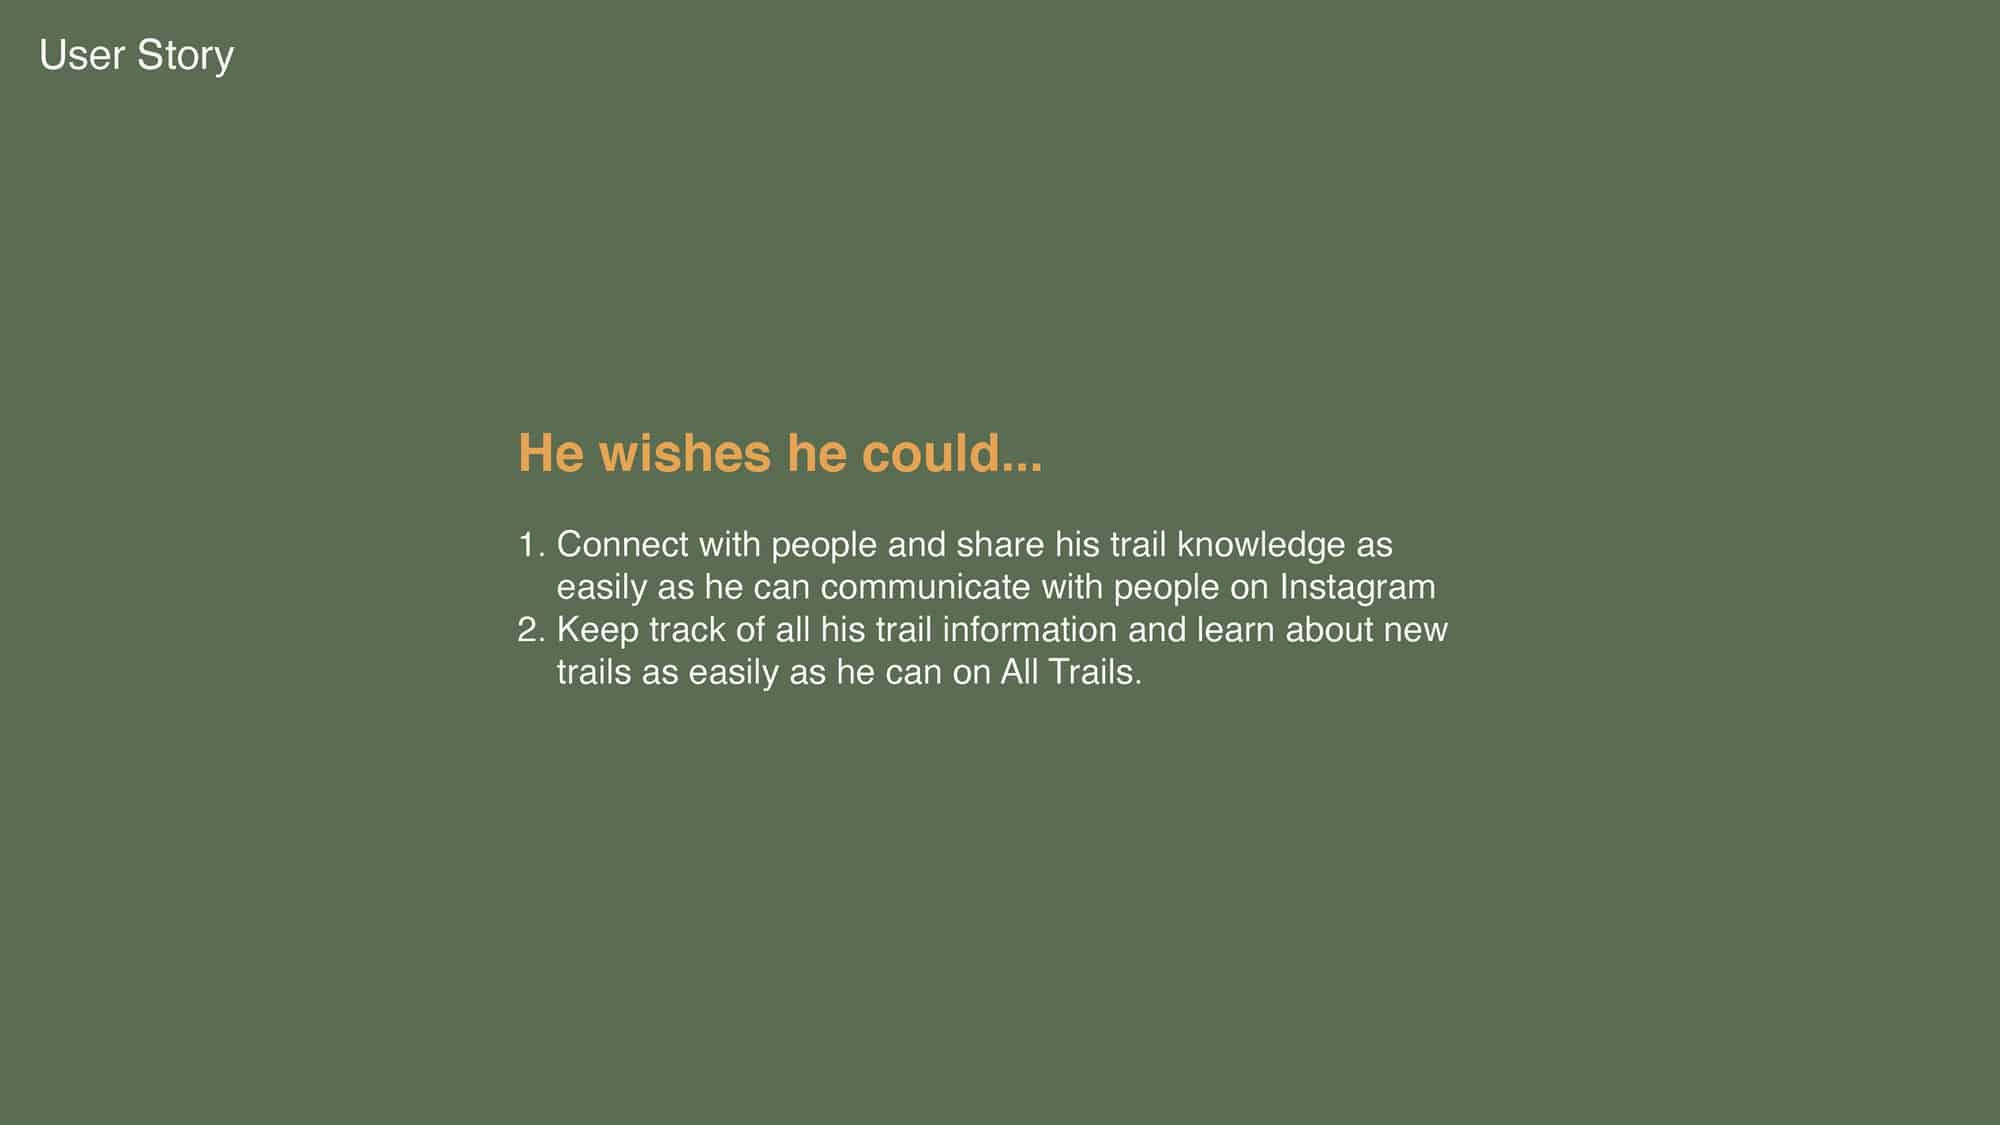 User Story
He wishes he could...
1. Connect with people and share his trail knowledge as
easily as he can communicate with people on Instagram
2. Keep track of all his trail information and learn about new
trails as easily as he can on All Trails.